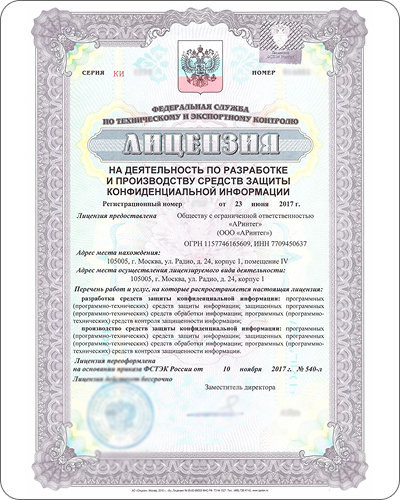 СЕРИЯ КИ НОМЕР
ФЕДЕРАЛЬНАЯ СЛУЖБА
ПО ТЕХНИЧЕСКОМУ И ЭКСПОРТНОМУ КОНТРОЛЮ
ЛИЦЕНЗИЯ
НА ДЕЯТЕЛЬНОСТЬ ПО РАЗРАБОТКЕ
И ПРОИЗВОДСТВУ СРЕДСТВ ЗАЩИТЫ
КОНФИДЕНЦИАЛЬНОЙ ИНФОРМАЦИИ
Регистрационный номер от 23 июня 2017 г.
Лицензия предоставлена Обществу с ограниченной ответственностью
«АРинтег»
(ООО «АРинтег»)
ОГРН 1157746165609, ИНН 7709450637
Адрес места нахождения:
105005, г. Москва, ул. Радио, д. 24, корпус 1, помещение IV
Адрес места осуществления лицензируемого вида деятельности:
105005, г. Москва, ул. Радио, д. 24, корпус 1
Перечень работ и услуг, на которые распространяется настоящая лицензия:
разработка средств защиты конфиденциальной информации: программных
(программно-технических) средств защиты информации; защищенных программных
(программно-технических) средств обработки информации; программных (программно-
технических) средств контроля защищенности информации;
производство средств защиты конфиденциальной информации: программных
(программно-технических) средств защиты информации; защищенных программных
(программно-технических) средств обработки информации; программных (программно-
технических) средств контроля защищенности информации.
Лицензия переоформлена
на основании приказа ФСТЭК России от 10 ноября 2017 г. № 540-л
Лицензия действует бессрочно
Заместитель директора